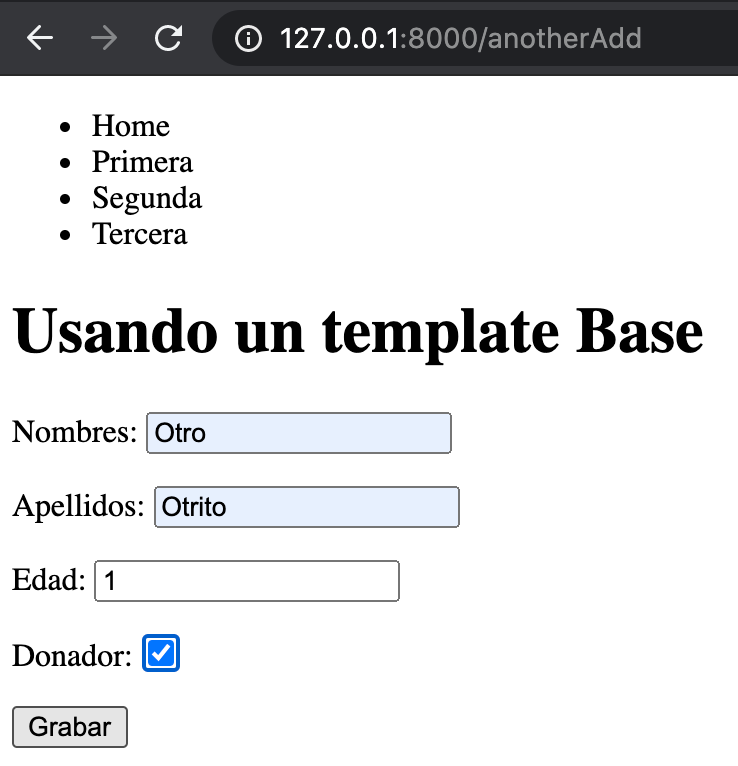 127.0.0.1:8000/anotherAdd
Home
Primera
Segunda
Tercera
Usando un template Base
Nombres: Otro
Apellidos: Otrito
Edad: 1
Donador:
Grabar